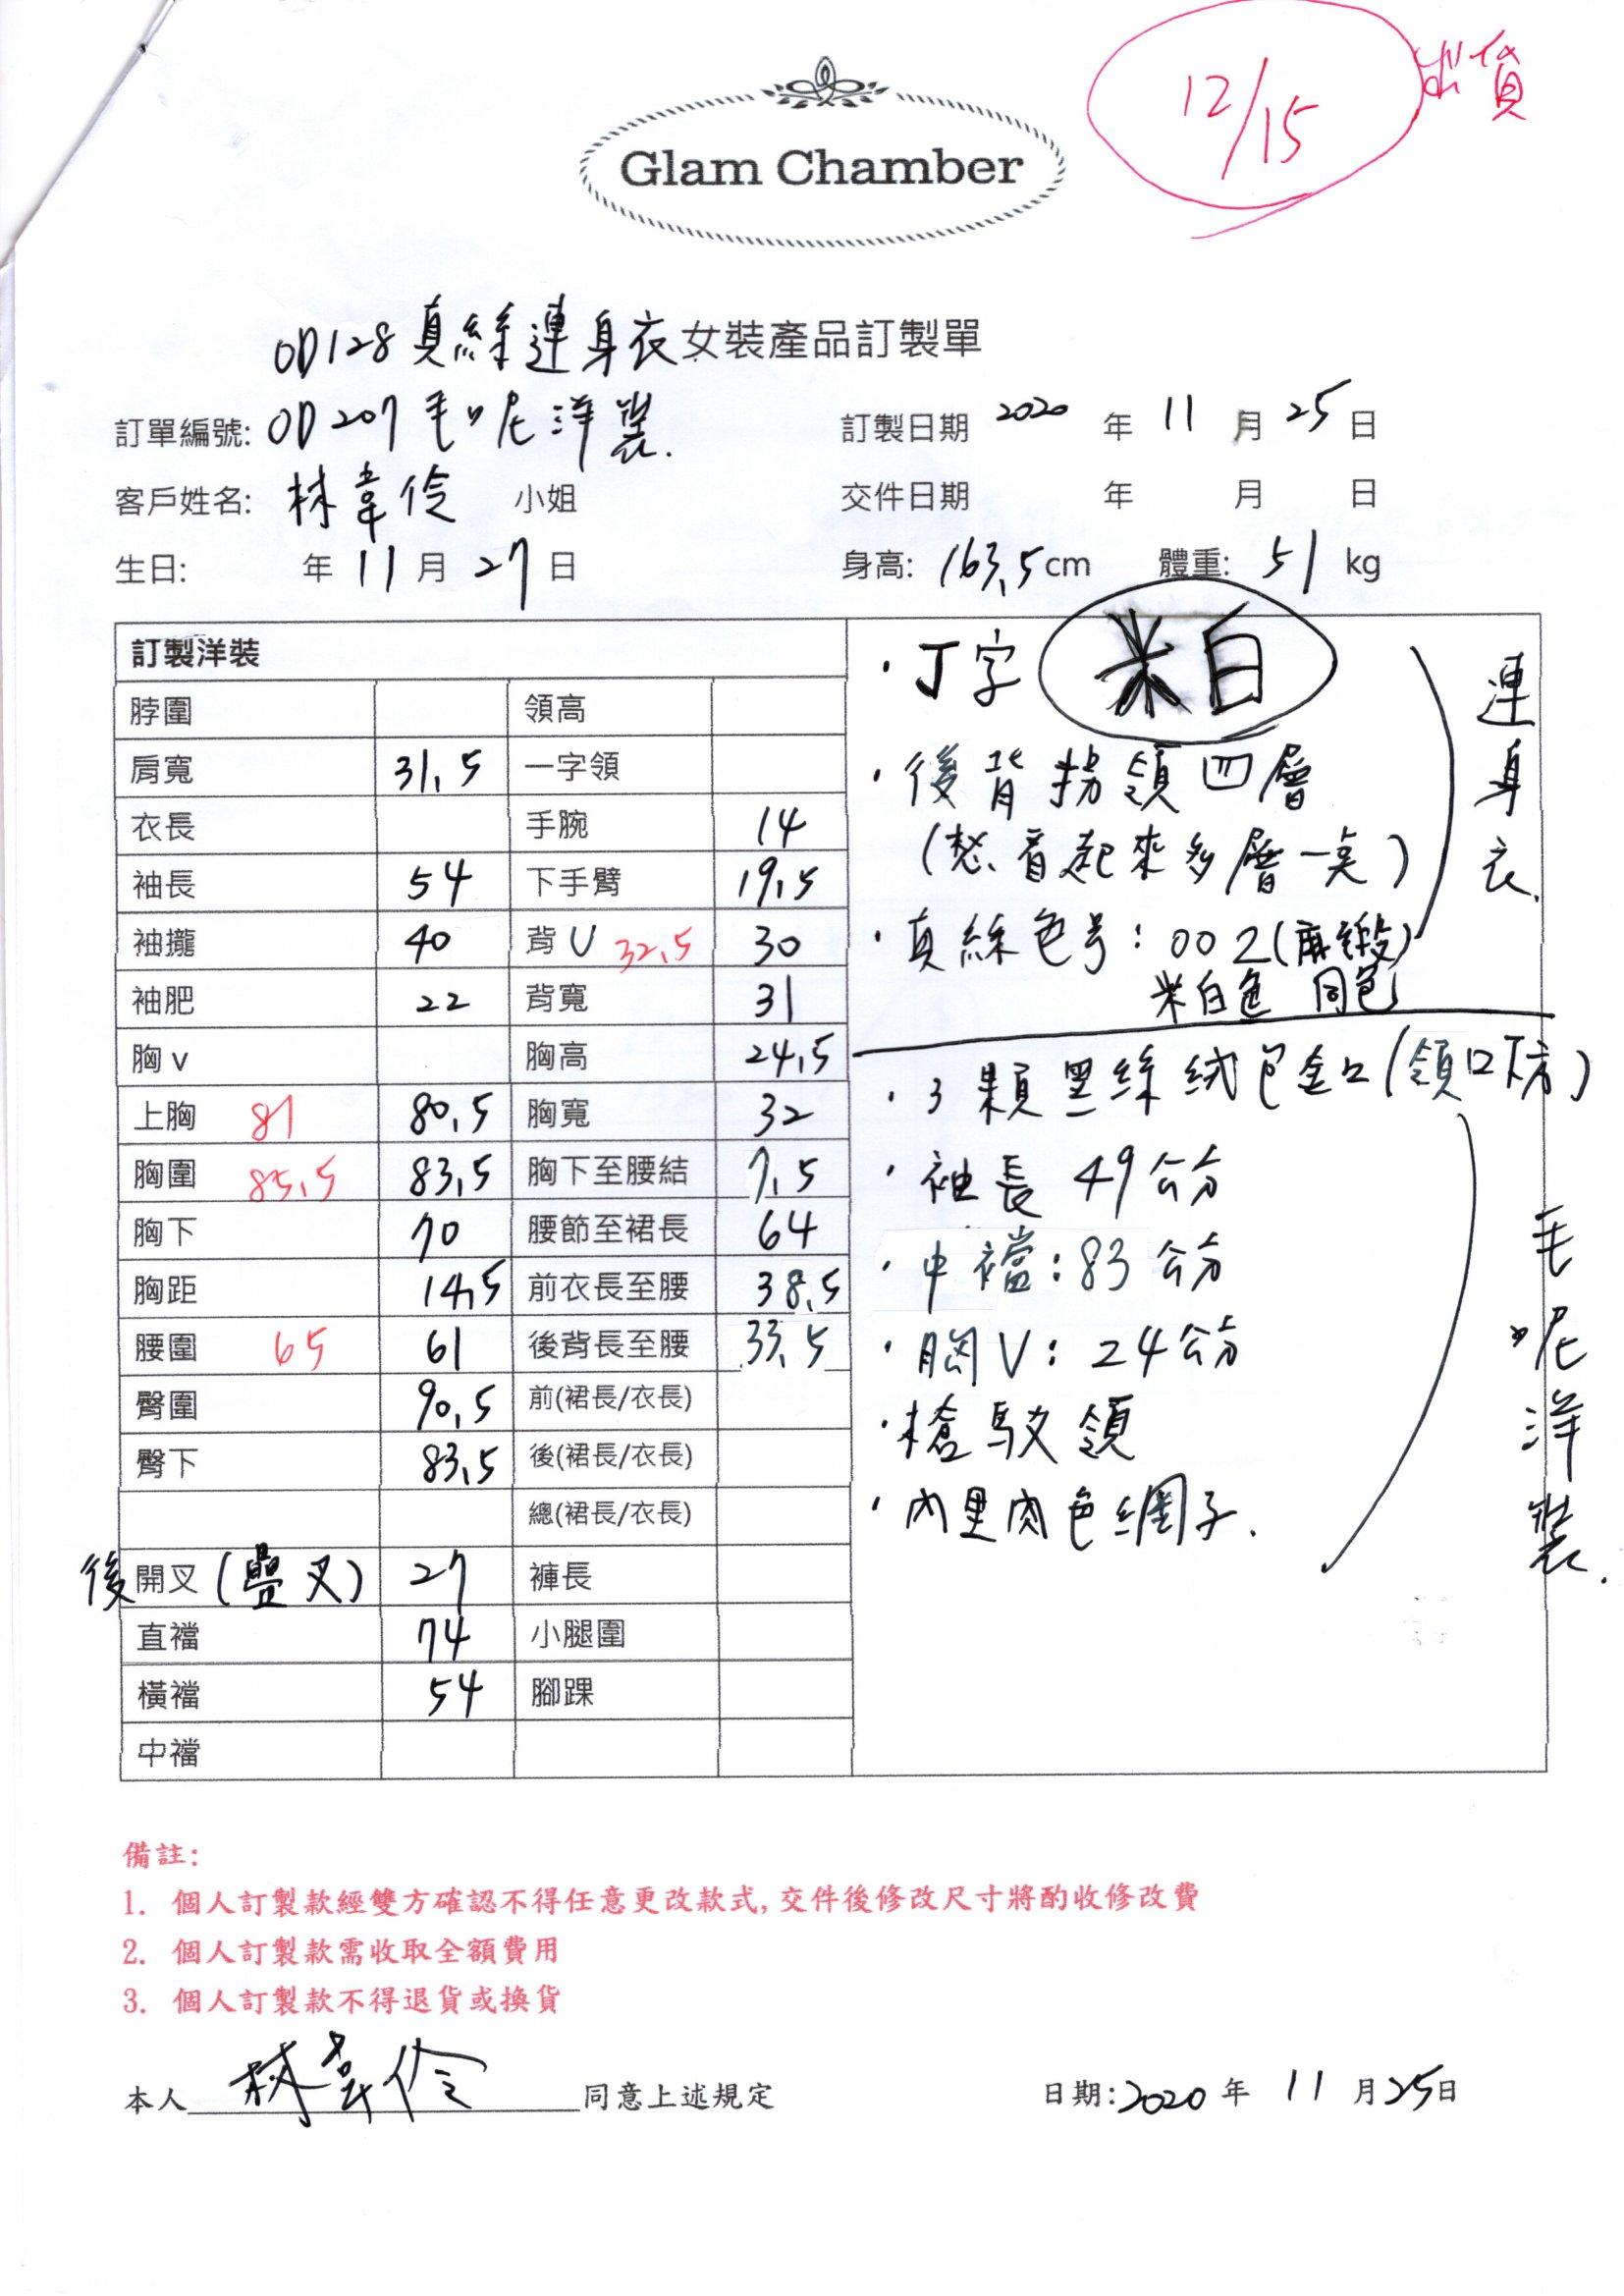 12/15 出貨
Glam Chamber
OD128 真絲連身衣 女裝產品訂製單
訂單編號: OD207 毛呢洋裝. 訂製日期 2020 年 11 月 25 日
客戶姓名: 林韋伶 小姐 交件日期 年 月 日
生日: 年 11 月 27 日 身高: 163.5 cm 體重: 51 kg
訂製洋裝
脖圍 領高
肩寬 31.5 一字領
衣長 手腕 14
袖長 54 下手臂 19.5
袖攏 40 背U 32.5 30
袖肥 22 背寬 31
胸v 胸高 24.5
上胸 81 80.5 胸寬 32
胸圍 85.5 83.5 胸下至腰結 7.5
胸下 70 腰節至裙長 64
胸距 14.5 前衣長至腰 38.5
腰圍 65 61 後背長至腰 33.5
臀圍 90.5 前(裙長/衣長)
臀下 83.5 後(裙長/衣長)
總(裙長/衣長)
後開叉(疊叉) 27 褲長
直襠 74 小腿圍
橫襠 54 腳踝
中襠
・丁字 米白
・後背 領四層
(想看起來多層一點)
・真絲色号: 002(麻緞)
米白色 同色
連身衣.
・3顆黑絲絨包釦(領口下方)
・袖長 49公分
・中襠: 83公分
・胸V: 24公分
・槍駁領
・內里肉色網子.
毛呢洋裝.
備註:
1. 個人訂製款經雙方確認不得任意更改款式, 交件後修改尺寸將酌收修改費
2. 個人訂製款需收取全額費用
3. 個人訂製款不得退貨或換貨
本人 林韋伶 同意上述規定 日期: 2020 年 11 月 25 日